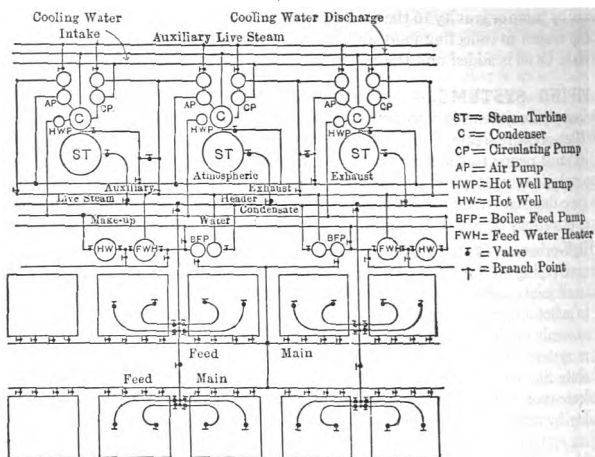 Cooling Water Intake
Cooling Water Discharge
Auxiliary Live Steam
AP
CP
C
HWP
ST
AP
CP
C
HWP
ST
AP
CP
C
HWP
ST
Atmospheric
Exhaust
Auxiliary
Exhaust
Live Steam
Header
Condensate
Make-up
Water
HW
FWH
BFP
BFP
FWH
HW
Feed
Main
Feed
Main
ST = Steam Turbine
C = Condenser
CP = Circulating Pump
AP = Air Pump
HWP = Hot Well Pump
HW = Hot Well
BFP = Boiler Feed Pump
FWH = Feed Water Heater
= Valve
= Branch Point
SYSTEM